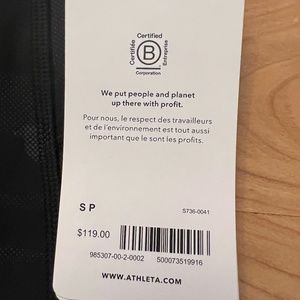 Certified
Certifiée
B
Entreprise
Corporation
We put people and planet
up there with profit.
Pour nous, le respect des travailleurs
et de l'environnement est tout aussi
important que le sont les profits.
S P
S736-0041
$119.00
985307-00-2-0002 500073519916
WWW.ATHLETA.COM